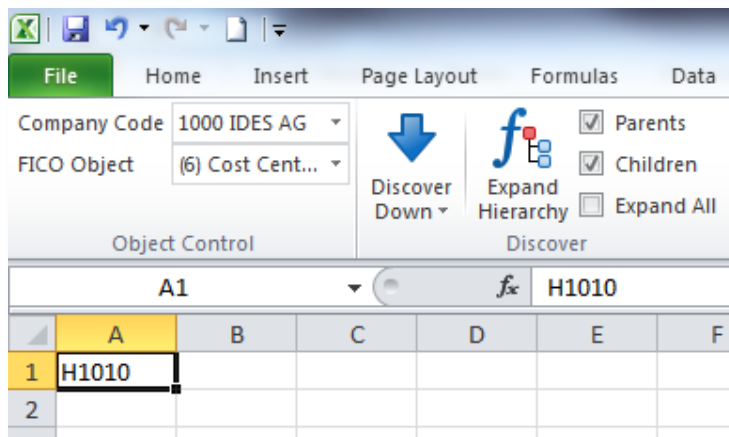 File Home Insert Page Layout Formulas Data
Company Code 1000 IDES AG
FICO Object (6) Cost Cent...
Discover Down
Expand Hierarchy
Parents
Children
Expand All
Object Control
Discover
A1 fx H1010
A B C D E F
1 H1010
2